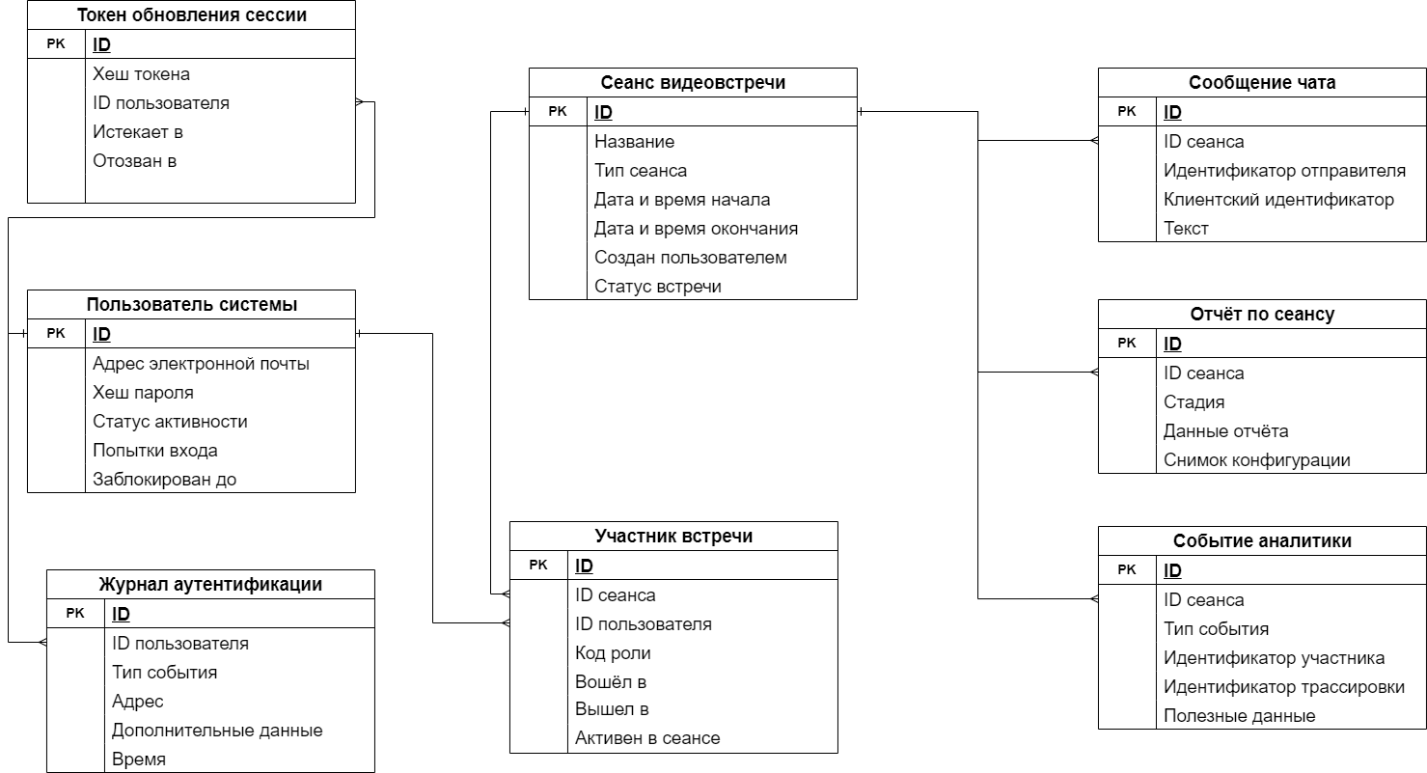 Токен обновления сессии
PK ID
Хеш токена
ID пользователя
Истекает в
Отозван в
Пользователь системы
PK ID
Адрес электронной почты
Хеш пароля
Статус активности
Попытки входа
Заблокирован до
Журнал аутентификации
PK ID
ID пользователя
Тип события
Адрес
Дополнительные данные
Время
Сеанс видеовстречи
PK ID
Название
Тип сеанса
Дата и время начала
Дата и время окончания
Создан пользователем
Статус встречи
Участник встречи
PK ID
ID сеанса
ID пользователя
Код роли
Вошёл в
Вышел в
Активен в сеансе
Сообщение чата
PK ID
ID сеанса
Идентификатор отправителя
Клиентский идентификатор
Текст
Отчёт по сеансу
PK ID
ID сеанса
Стадия
Данные отчёта
Снимок конфигурации
Событие аналитики
PK ID
ID сеанса
Тип события
Идентификатор участника
Идентификатор трассировки
Полезные данные